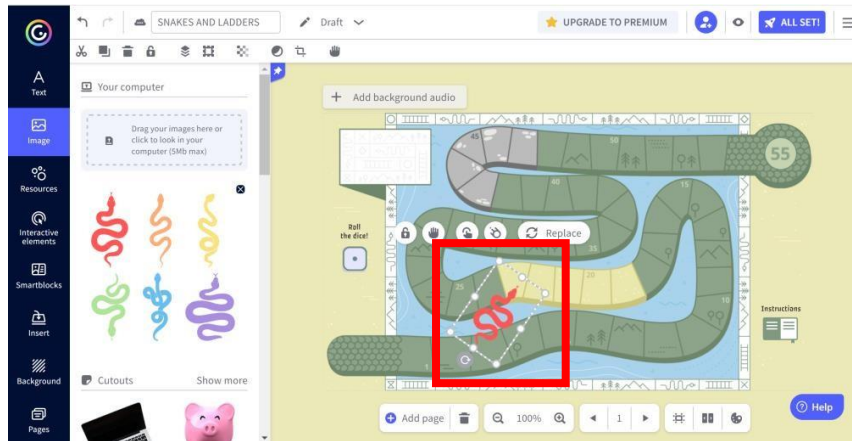 SNAKES AND LADDERS
Draft
UPGRADE TO PREMIUM
ALL SET!
Text
Image
Resources
Interactive
elements
Smartblocks
Insert
Background
Pages
Your computer
Drag your images here or
click to look in your
computer (5Mb max)
Cutouts
Show more
Add background audio
45
50
55
40
15
Roll
the dice!
Replace
35
25
20
10
Instructions
1
Add page
100%
1
Help